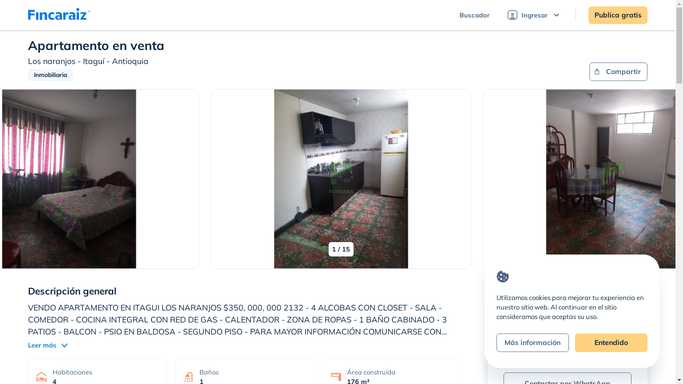 Fincaraiz
Buscador
Ingresar
Publica gratis
Apartamento en venta
Los naranjos - Itaguí - Antioquia
Inmobiliaria
Compartir
1 / 15
Descripción general
VENDO APARTAMENTO EN ITAGUI LOS NARANJOS $350, 000, 000 2132 - 4 ALCOBAS CON CLOSET - SALA -
COMEDOR - COCINA INTEGRAL CON RED DE GAS - CALENTADOR - ZONA DE ROPAS - 1 BAÑO CABINADO - 3
PATIOS - BALCON - PSIO EN BALDOSA - SEGUNDO PISO - PARA MAYOR INFORMACIÓN COMUNICARSE CON...
Leer más
Habitaciones
4
Baños
1
Área construida
176 m²
Utilizamos cookies para mejorar tu experiencia en
nuestro sitio web. Al continuar en el sitio
consideramos que aceptas su uso.
Más información
Entendido
Contactar por WhatsApp